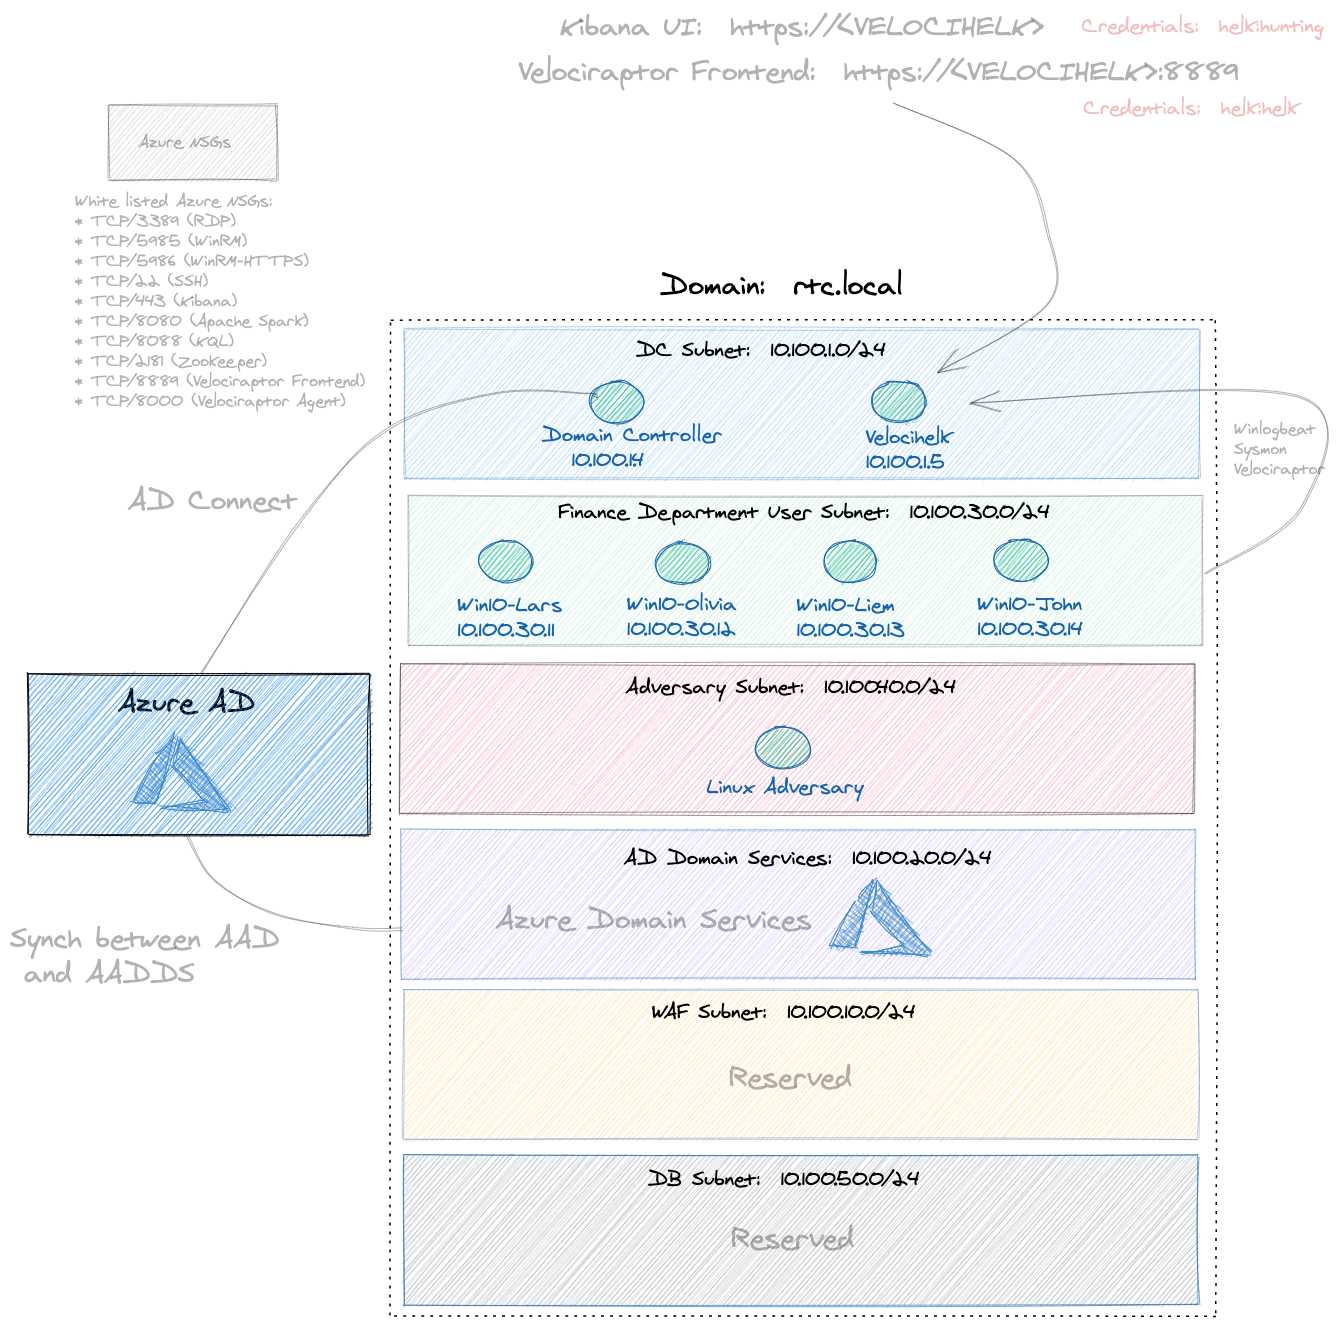 Kibana UI: https://<VELOCIHELK> Credentials: helk:hunting
Velociraptor Frontend: https://<VELOCIHELK>:8889
Credentials: helk:helk
Azure NSGs
White listed Azure NSGs:
* TCP/3389 (RDP)
* TCP/5985 (WinRM)
* TCP/5986 (WinRM-HTTPS)
* TCP/22 (SSH)
* TCP/443 (Kibana)
* TCP/8080 (Apache Spark)
* TCP/8088 (KQL)
* TCP/2181 (ZooKeeper)
* TCP/8889 (Velociraptor Frontend)
* TCP/8000 (Velociraptor Agent)
Domain: rtc.local
DC Subnet: 10.100.1.0/24
Domain Controller
10.100.1.4
Velocihelk
10.100.1.5
Winlogbeat
Sysmon
Velociraptor
AD Connect
Finance Department User Subnet: 10.100.30.0/24
Win10-Lars
10.100.30.11
Win10-Olivia
10.100.30.12
Win10-Liem
10.100.30.13
Win10-John
10.100.30.14
Azure AD
Adversary Subnet: 10.100.40.0/24
Linux Adversary
AD Domain Services: 10.100.20.0/24
Azure Domain Services
Synch between AAD
and AADDS
WAF Subnet: 10.100.10.0/24
Reserved
DB Subnet: 10.100.50.0/24
Reserved